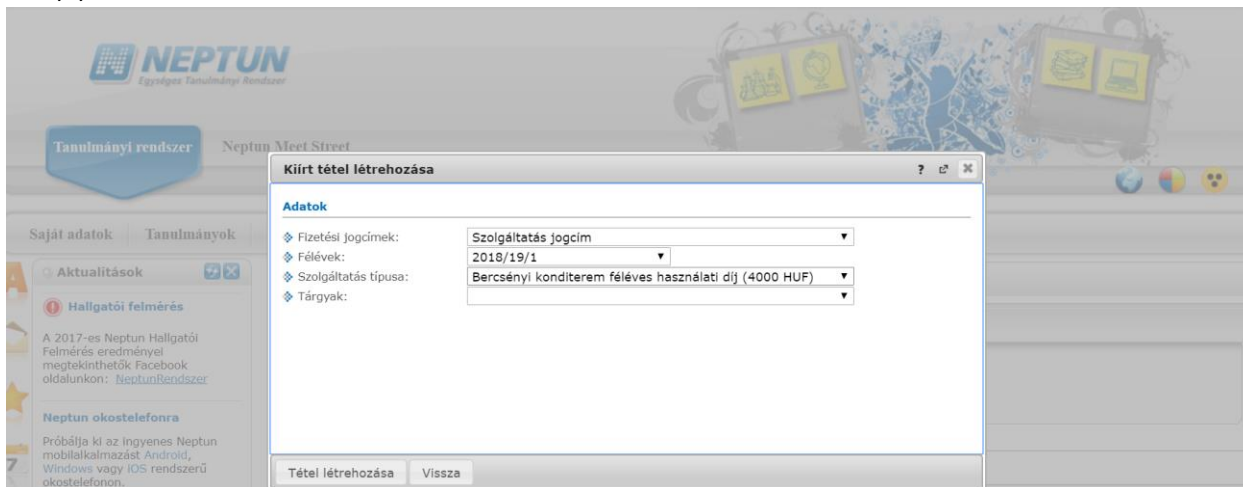 NEPTUN
Egységes Tanulmányi Rendszer
Tanulmányi rendszer
Neptun Meet Street
Kiírt tétel létrehozása
?
Saját adatok
Tanulmányok
Adatok
Fizetési jogcímek:
Szolgáltatás jogcím
Félévek:
2018/19/1
Szolgáltatás típusa:
Bercsényi konditerem féléves használati díj (4000 HUF)
Tárgyak:
Aktualitások
Hallgatói felmérés
A 2017-es Neptun Hallgatói
Felmérés eredményei
megtekinthetők Facebook
oldalunkon: NeptunRendszer
Neptun okostelefonra
Próbálja ki az ingyenes Neptun
mobilalkalmazást Android,
Windows vagy iOS rendszerű
okostelefonon.
7
Tétel létrehozása
Vissza